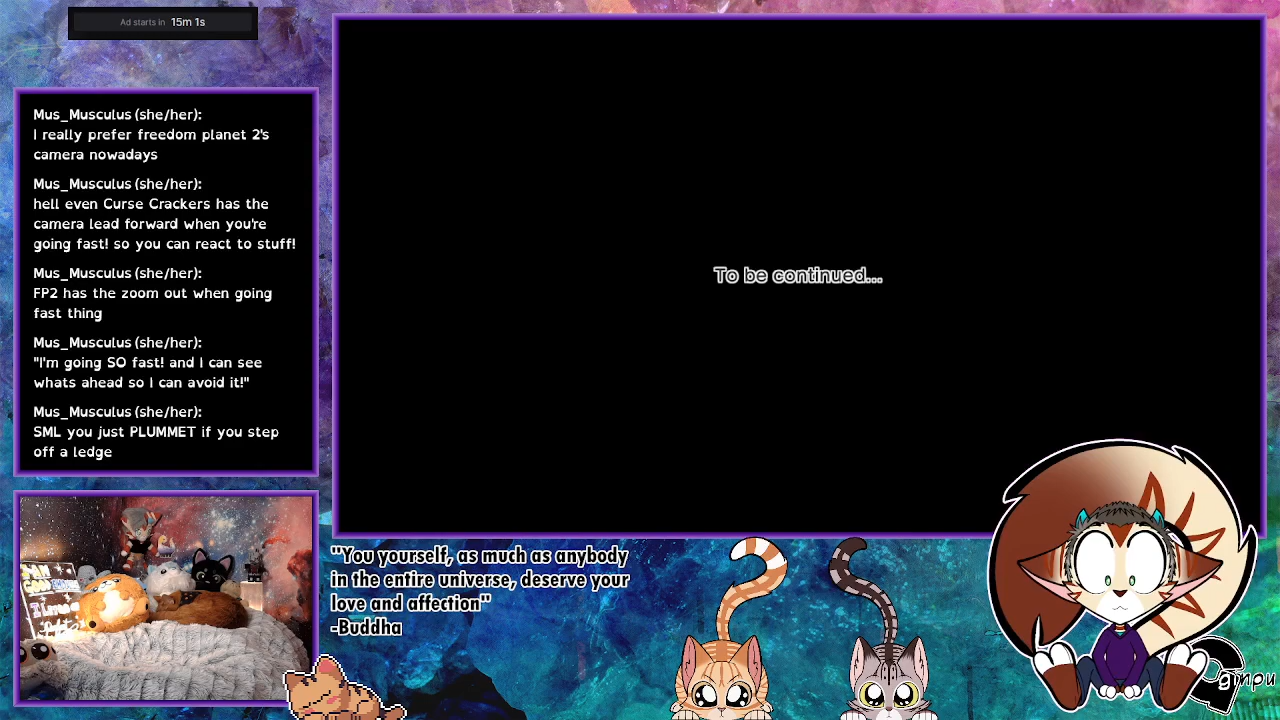 Ad starts in 15m 1s
Mus_Musculus (she/her):
I really prefer freedom planet 2's
camera nowadays
Mus_Musculus (she/her):
hell even Curse Crackers has the
camera lead forward when you're
going fast! so you can react to stuff!
Mus_Musculus (she/her):
FP2 has the zoom out when going
fast thing
Mus_Musculus (she/her):
"I'm going SO fast! and I can see
whats ahead so I can avoid it!"
Mus_Musculus (she/her):
SML you just PLUMMET if you step
off a ledge
To be continued...
"You yourself, as much as anybody
in the entire universe, deserve your
love and affection"
-Buddha